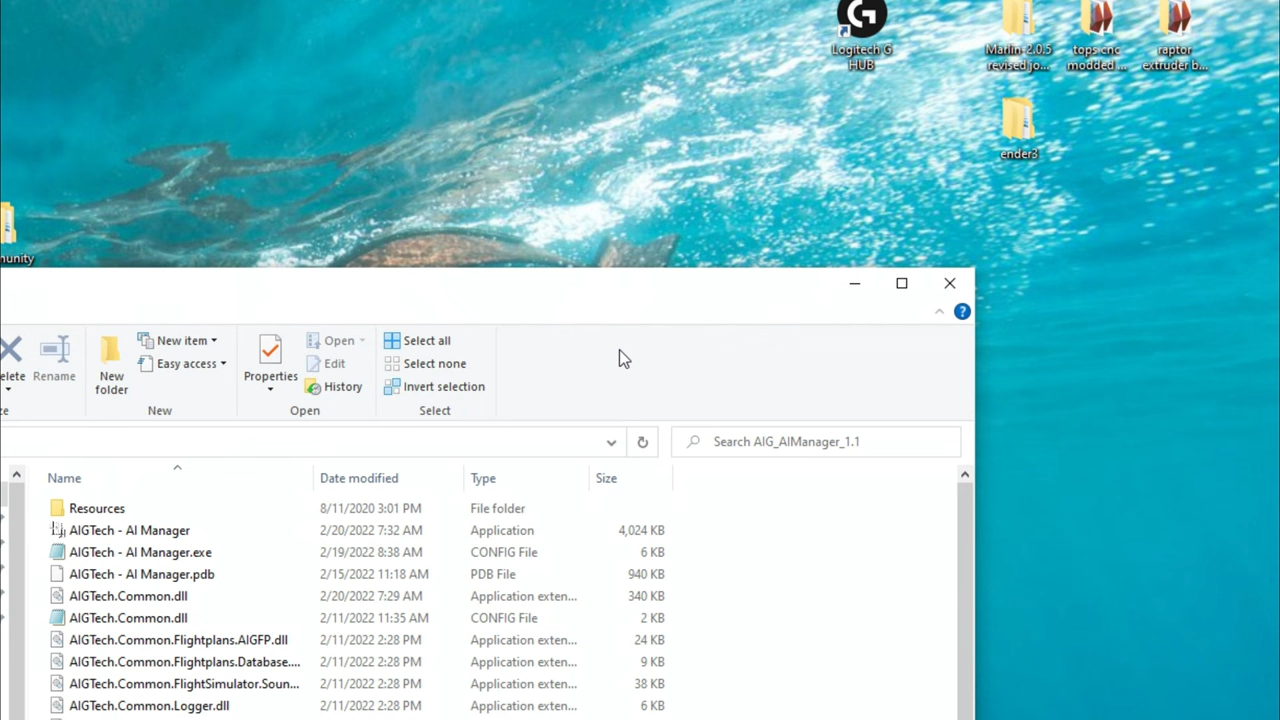 Logitech G
HUB
Marlin-2.0.5
revised jo...
tops cnc
modded ...
raptor
extruder b...
ender3
munity
elete
Rename
New
folder
New item
Easy access
New
Properties
Open
Edit
History
Open
Select all
Select none
Invert selection
Select
Search AIG_AIManager_1.1
Name Date modified Type Size
Resources 8/11/2020 3:01 PM File folder
AIGTech - AI Manager 2/20/2022 7:32 AM Application 4,024 KB
AIGTech - AI Manager.exe 2/19/2022 8:38 AM CONFIG File 6 KB
AIGTech - AI Manager.pdb 2/15/2022 11:18 AM PDB File 940 KB
AIGTech.Common.dll 2/20/2022 7:29 AM Application exten... 340 KB
AIGTech.Common.dll 2/11/2022 11:35 AM CONFIG File 2 KB
AIGTech.Common.Flightplans.AIGFP.dll 2/11/2022 2:28 PM Application exten... 24 KB
AIGTech.Common.Flightplans.Database.... 2/11/2022 2:28 PM Application exten... 9 KB
AIGTech.Common.FlightSimulator.Soun... 2/11/2022 2:28 PM Application exten... 38 KB
AIGTech.Common.Logger.dll 2/11/2022 2:28 PM Application exten... 6 KB